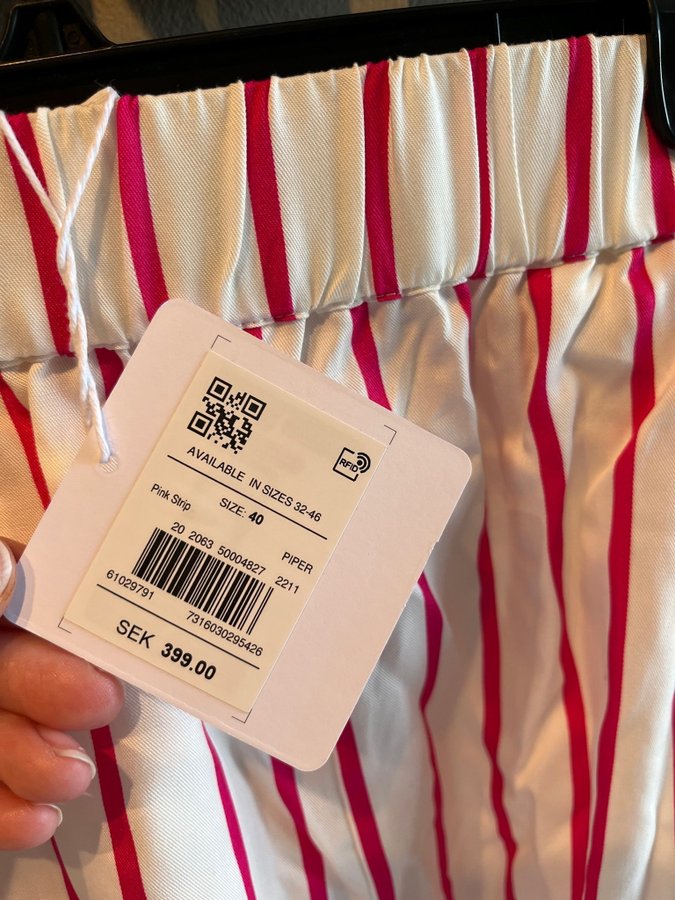 RFID
AVAILABLE IN SIZES 32-46
Pink Strip
SIZE: 40
PIPER
20 2063 50004827 2211
61029791
7316030295426
SEK 399.00